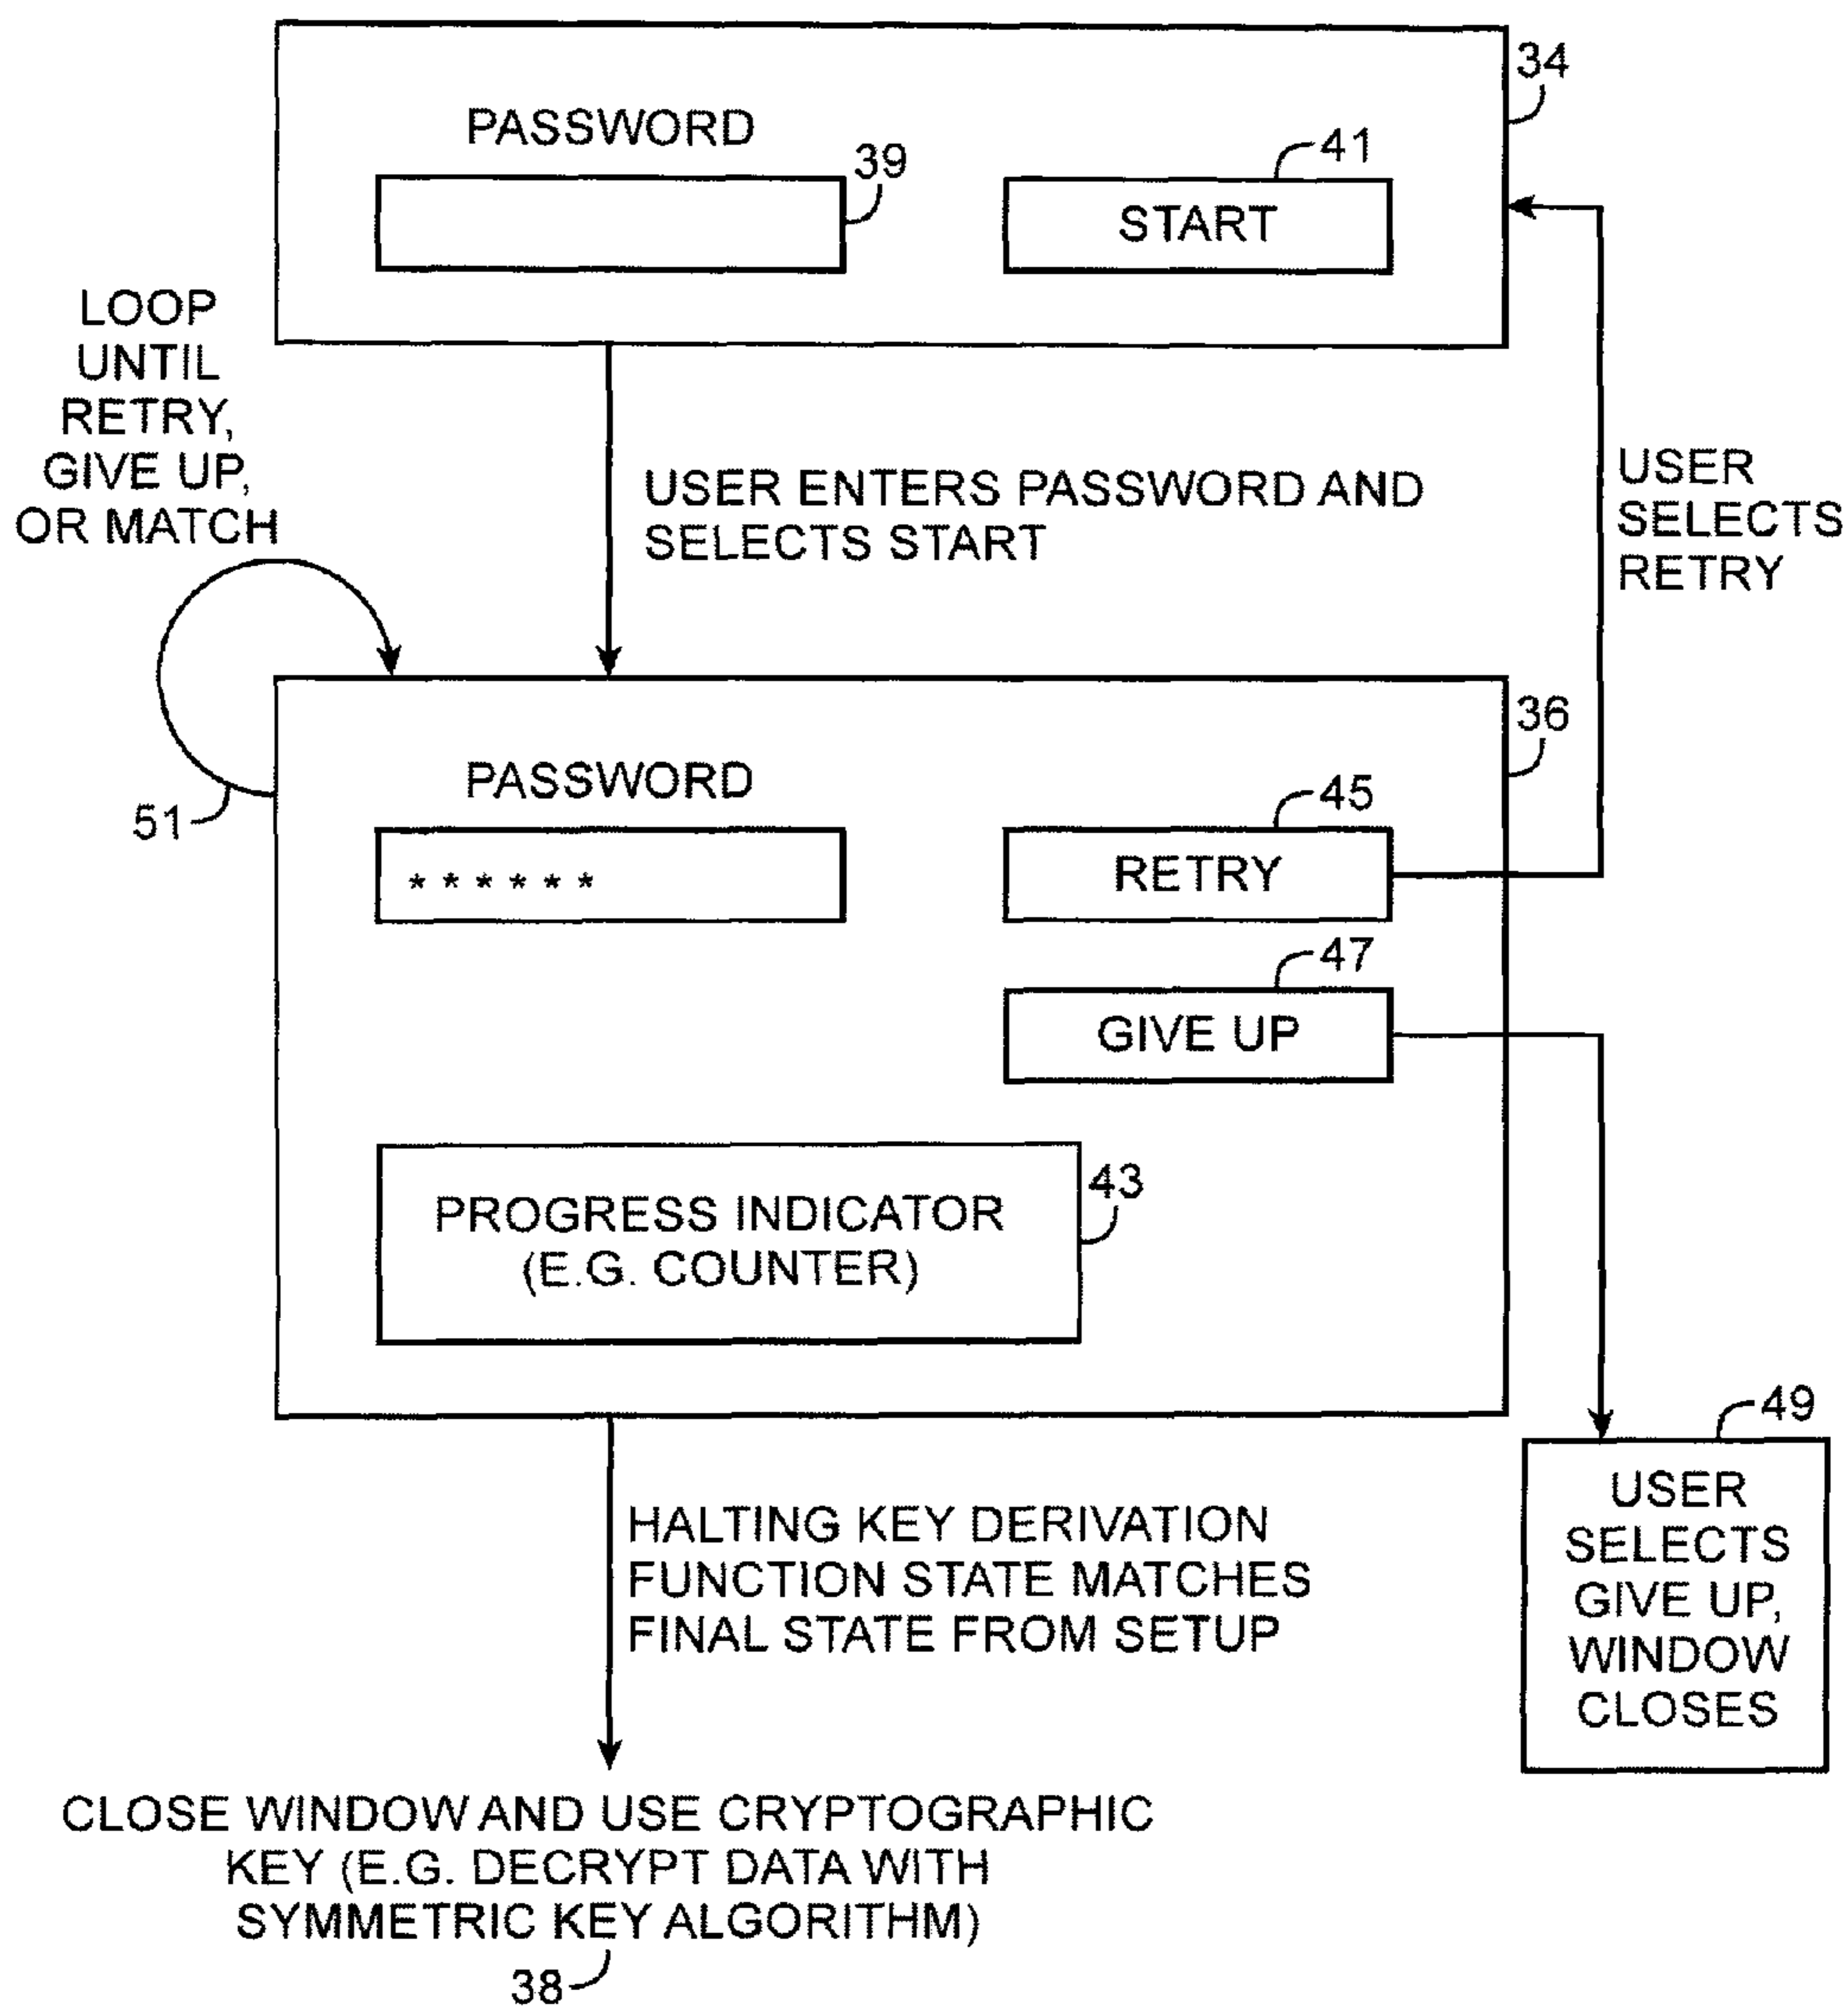 34
PASSWORD
39
41
START
LOOP
UNTIL
RETRY,
GIVE UP,
OR MATCH
USER ENTERS PASSWORD AND
SELECTS START
USER
SELECTS
RETRY
36
PASSWORD
45
51
* * * * * *
RETRY
47
GIVE UP
43
PROGRESS INDICATOR
(E.G. COUNTER)
49
USER
SELECTS
GIVE UP,
WINDOW
CLOSES
HALTING KEY DERIVATION
FUNCTION STATE MATCHES
FINAL STATE FROM SETUP
CLOSE WINDOW AND USE CRYPTOGRAPHIC
KEY (E.G. DECRYPT DATA WITH
SYMMETRIC KEY ALGORITHM)
38